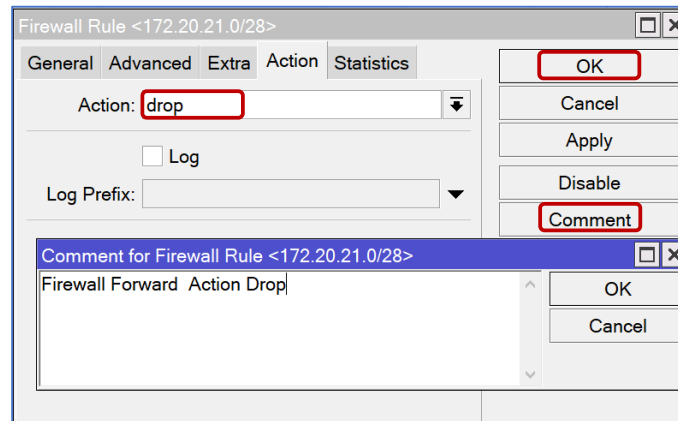 Firewall Rule <172.20.21.0/28>
General Advanced Extra Action Statistics
OK
Action: drop
Cancel
Apply
Log
Disable
Log Prefix:
Comment
Comment for Firewall Rule <172.20.21.0/28>
Firewall Forward  Action Drop
OK
Cancel